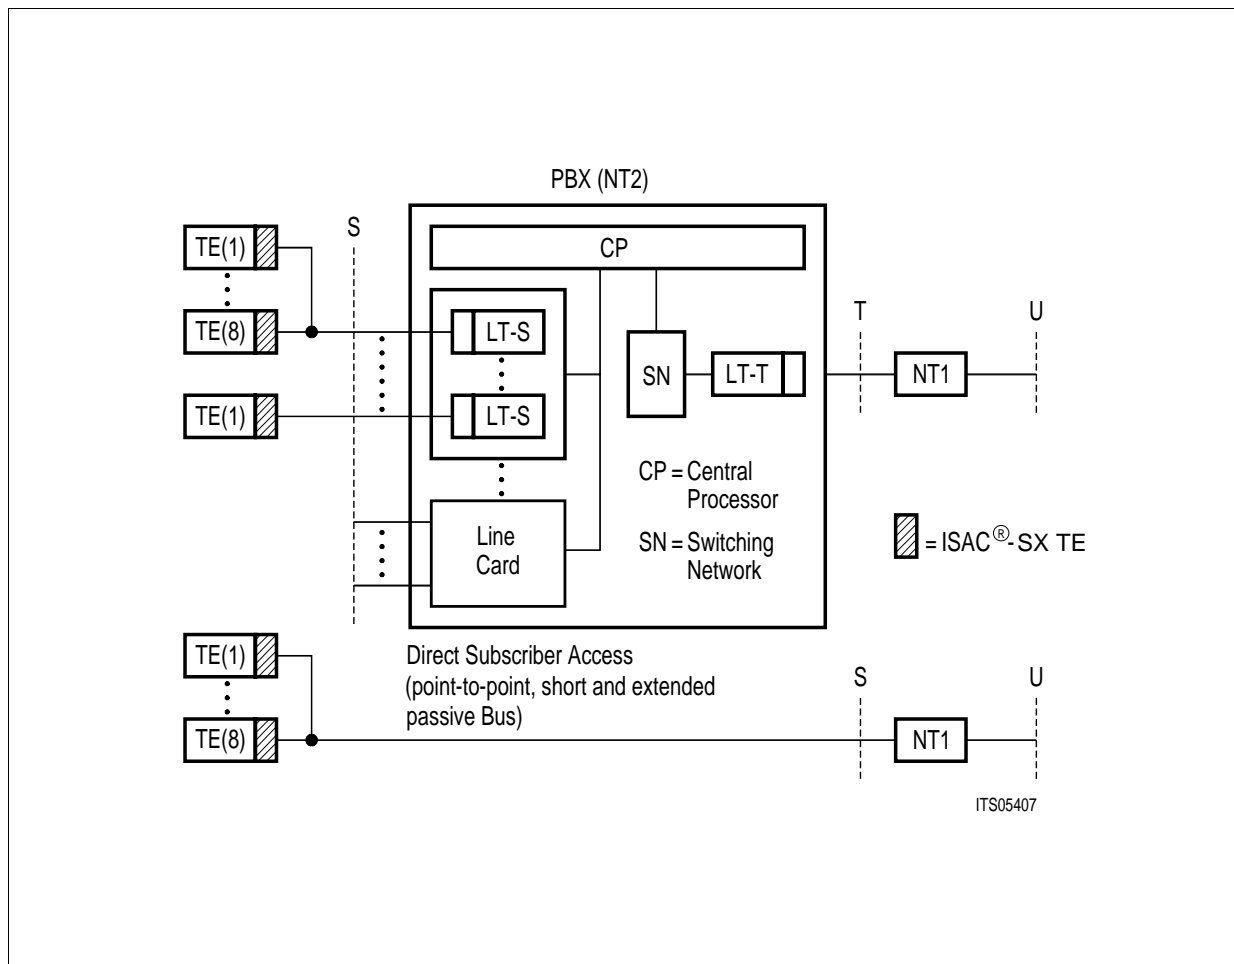 PBX (NT2)
S
TE(1)
CP
TE(8)
LT-S
T
U
SN
LT-T
NT1
TE(1)
LT-S
CP = Central
Processor
Line
Card
SN = Switching
Network
= ISAC®-SX TE
TE(1)
Direct Subscriber Access
(point-to-point, short and extended
passive Bus)
S
U
TE(8)
NT1
ITS05407